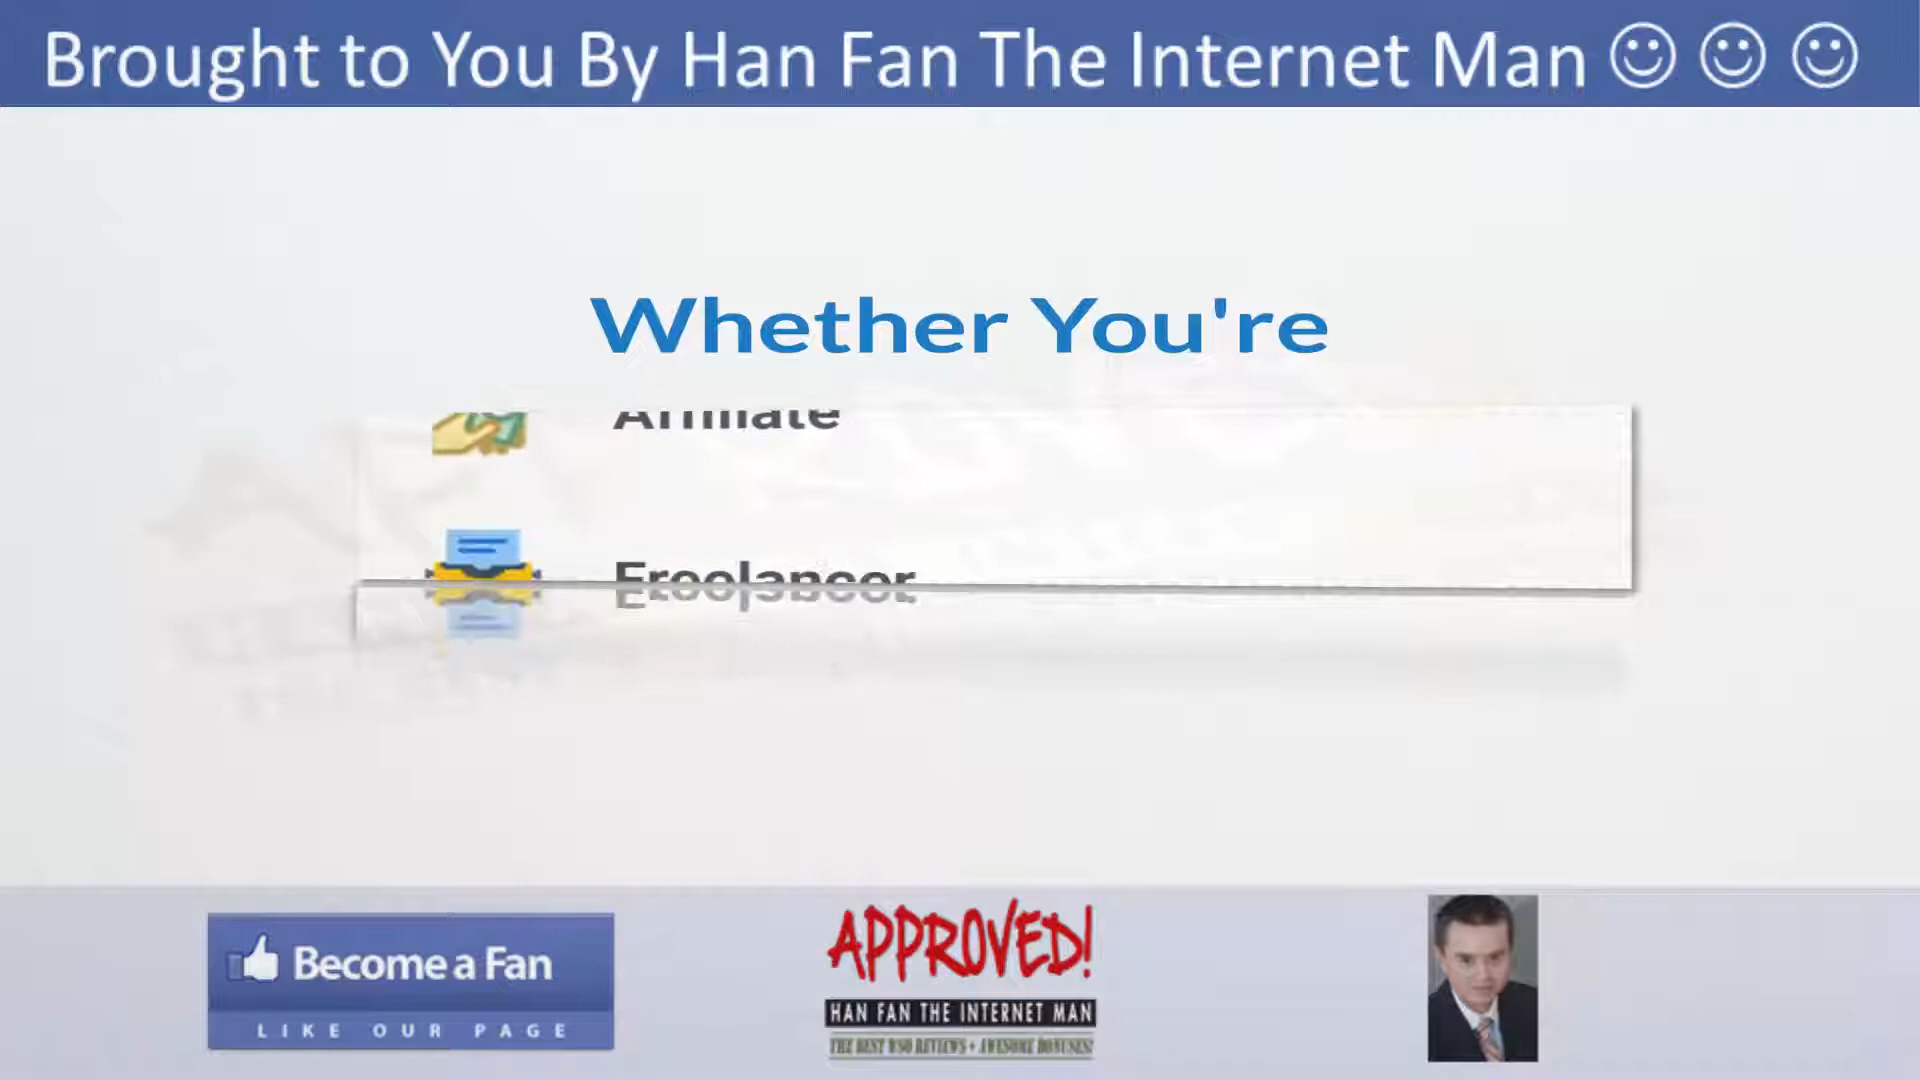 Brought to You By Han Fan The Internet Man ☺ ☺ ☺
Whether You're
Affiliate
Freelancer
Become a Fan
LIKE OUR PAGE
APPROVED!
HAN FAN THE INTERNET MAN
THE BEST WSO REVIEWS + AWESOME BONUSES!